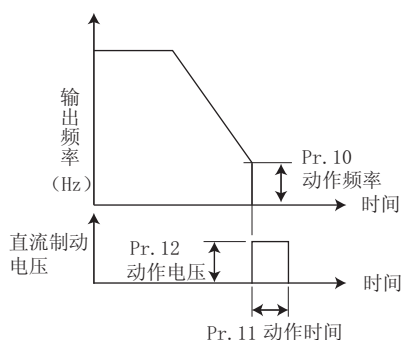 输出频率
(Hz)
Pr.10
动作频率
时间
直流制动
电压
Pr.12
动作电压
时间
Pr.11 动作时间